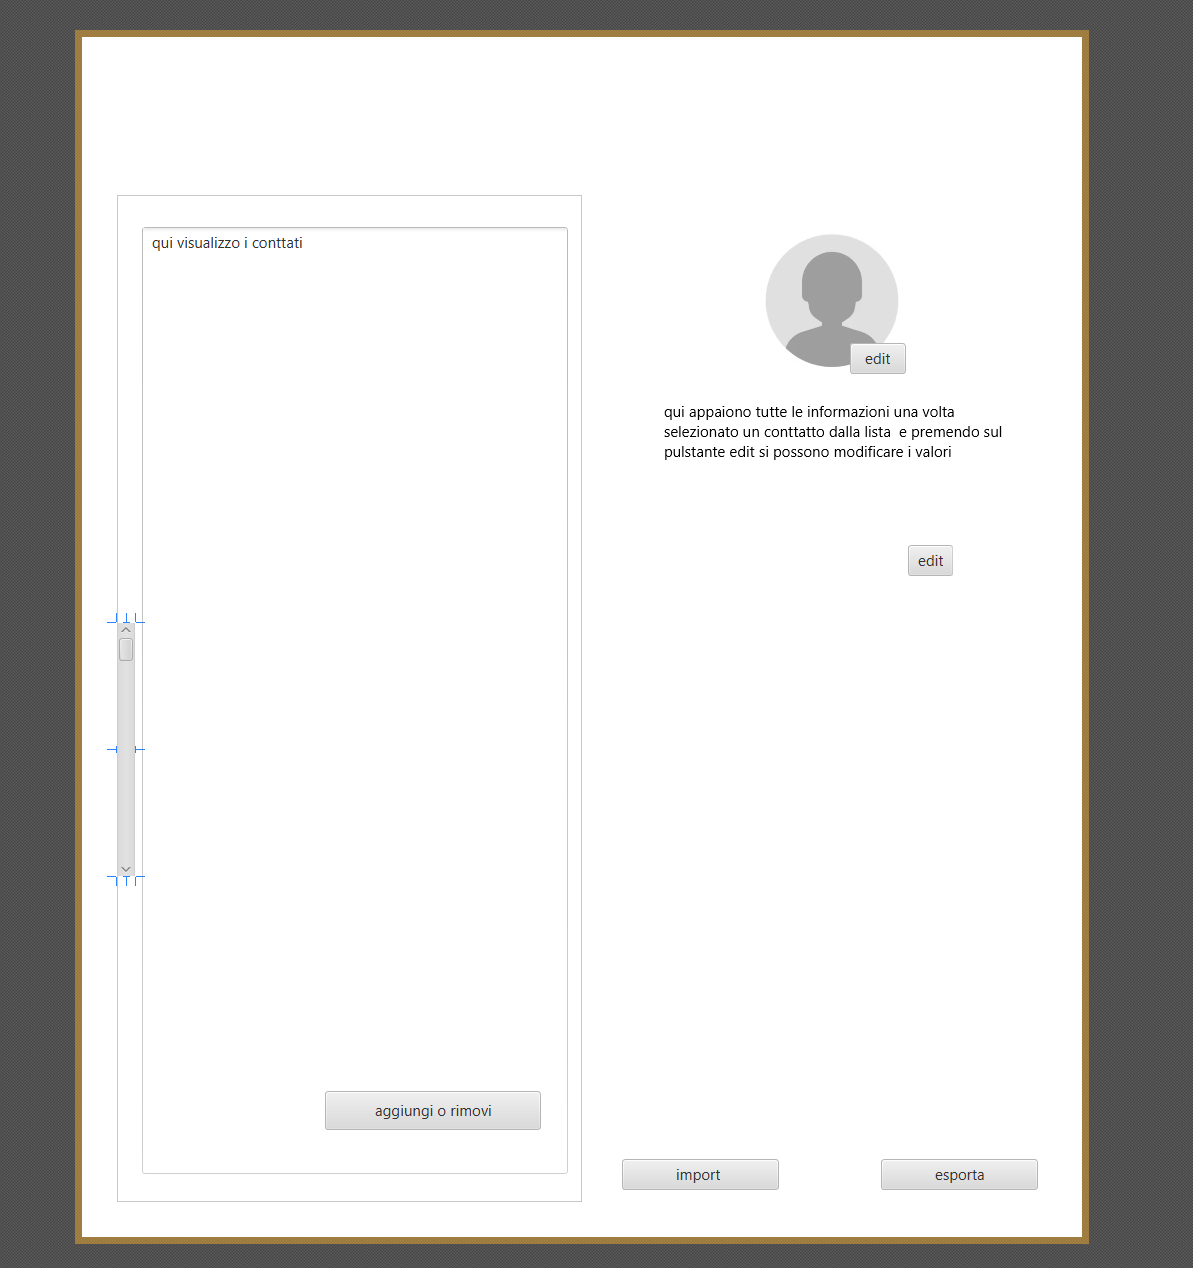 qui visualizzo i conttati
edit
qui appaiono tutte le informazioni una volta
selezionato un conttatto dalla lista  e premendo sul
pulstante edit si possono modificare i valori
edit
aggiungi o rimovi
import
esporta